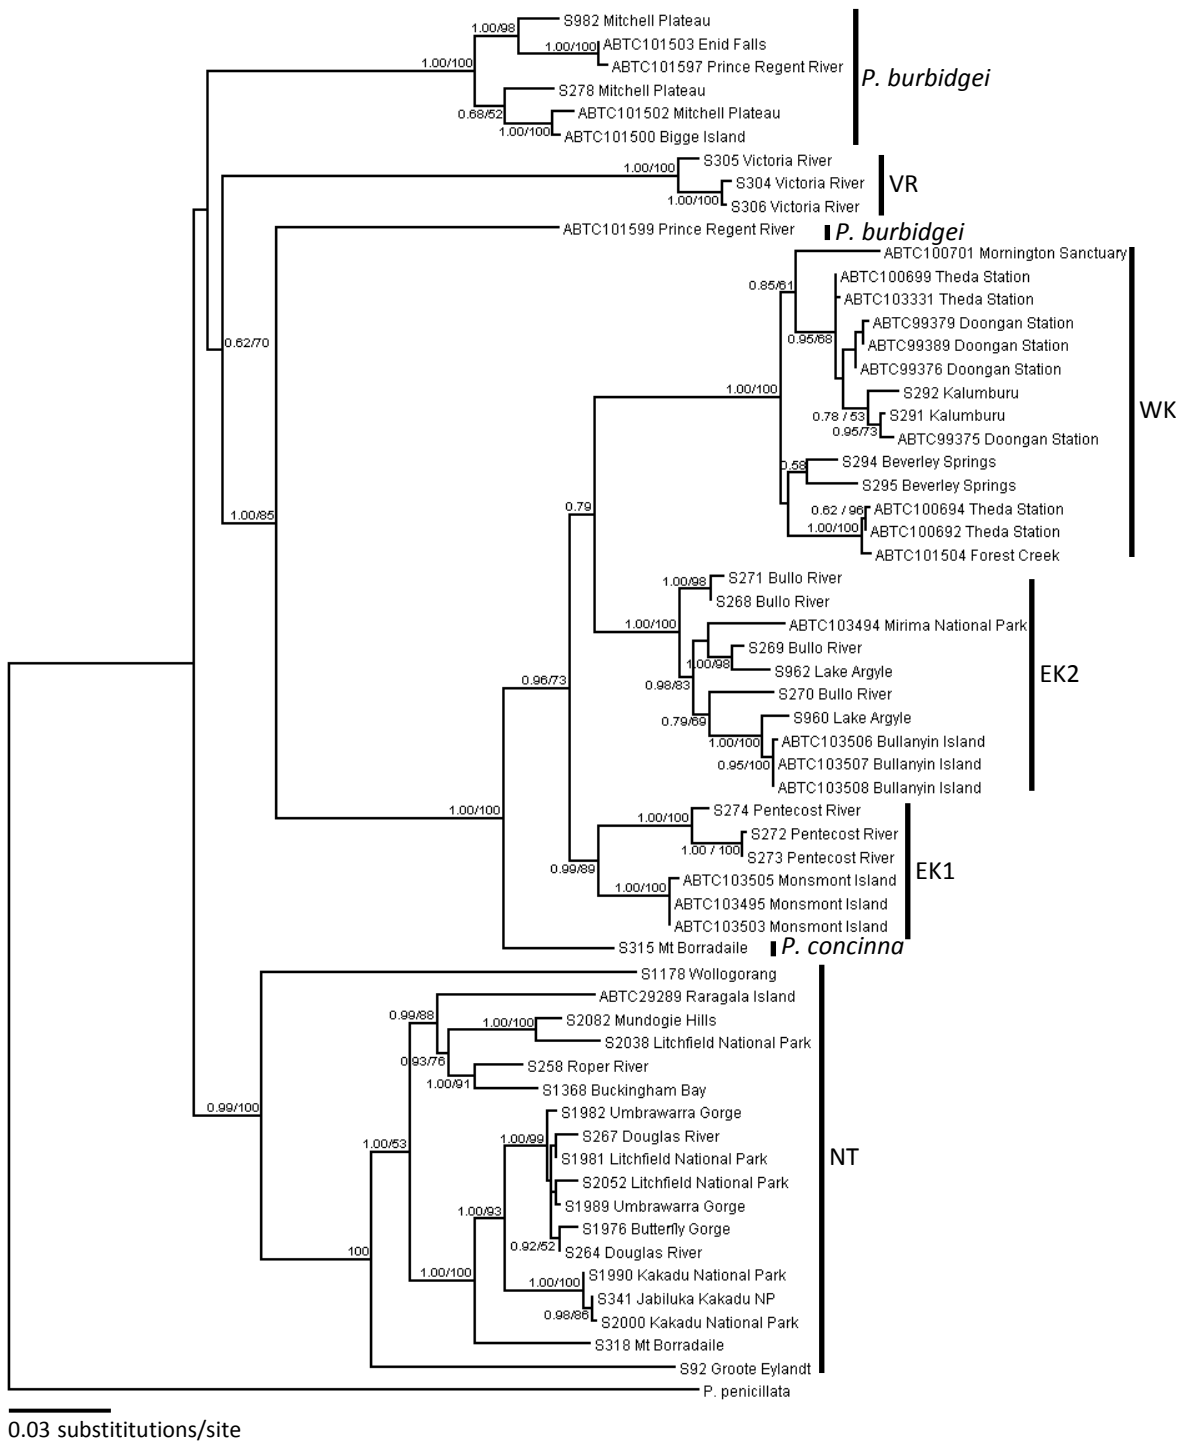 S982 Mitchell Plateau
1.00/98
ABTC101503 Enid Falls
1.00/100
ABTC101597 Prince Regent River
1.00/100
P. burbidgei
S278 Mitchell Plateau
0.68/52
ABTC101502 Mitchell Plateau
1.00/100
ABTC101500 Bigge Island
S305 Victoria River
1.00/100
S304 Victoria River
VR
1.00/100
S306 Victoria River
ABTC101599 Prince Regent River
P. burbidgei
ABTC100701 Mornington Sanctuary
ABTC100699 Theda Station
0.85/61
ABTC103331 Theda Station
ABTC99379 Doongan Station
0.95/68
0.62/70
ABTC99389 Doongan Station
ABTC99376 Doongan Station
1.00/100
S292 Kalumburu
WK
0.78 / 53
S291 Kalumburu
0.95/73
ABTC99375 Doongan Station
S294 Beverley Springs
0.58
S295 Beverley Springs
0.62 / 96
ABTC100694 Theda Station
0.79
1.00/85
1.00/100
ABTC100692 Theda Station
ABTC101504 Forest Creek
S271 Bullo River
1.00/98
S268 Bullo River
1.00/100
ABTC103494 Mirima National Park
S269 Bullo River
1.00/98
S962 Lake Argyle
EK2
0.96/73
0.98/83
S270 Bullo River
0.79/69
S960 Lake Argyle
1.00/100
ABTC103506 Bullanyin Island
0.95/100
ABTC103507 Bullanyin Island
ABTC103508 Bullanyin Island
1.00/100
S274 Pentecost River
1.00/100
S272 Pentecost River
1.00 / 100
S273 Pentecost River
0.99/89
EK1
ABTC103505 Monsmont Island
1.00/100
ABTC103495 Monsmont Island
ABTC103503 Monsmont Island
S315 Mt Borradaile
P. concinna
S1178 Wollogorang
ABTC29289 Raragala Island
0.99/88
S2082 Mundogie Hills
1.00/100
S2038 Litchfield National Park
0.93/76
S258 Roper River
1.00/91
S1368 Buckingham Bay
0.99/100
S1982 Umbrawarra Gorge
1.00/53
1.00/99
S267 Douglas River
S1981 Litchfield National Park
NT
S2052 Litchfield National Park
1.00/93
S1989 Umbrawarra Gorge
S1976 Butterfly Gorge
0.92/52
100
S264 Douglas River
1.00/100
S1990 Kakadu National Park
1.00/100
S341 Jabiluka Kakadu NP
0.98/86
S2000 Kakadu National Park
S318 Mt Borradaile
S92 Groote Eylandt
P. penicillata
0.03 substititutions/site